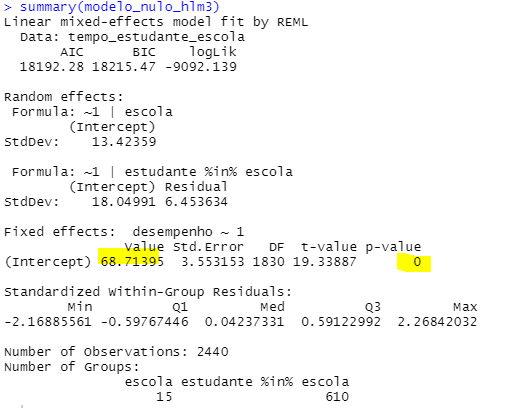 > summary(modelo_nulo_hlm3)
Linear mixed-effects model fit by REML
  Data: tempo_estudante_escola
       AIC      BIC    logLik
  18192.28 18215.47 -9092.139

Random effects:
 Formula: ~1 | escola
        (Intercept)
StdDev:    13.42359

 Formula: ~1 | estudante %in% escola
        (Intercept) Residual
StdDev:    18.04991 6.453634

Fixed effects:  desempenho ~ 1
               Value Std.Error   DF  t-value p-value
(Intercept) 68.71395  3.553153 1830 19.33887       0

Standardized Within-Group Residuals:
        Min          Q1         Med          Q3         Max
-2.16885561 -0.59767446  0.04237331  0.59122992  2.26842032

Number of Observations: 2440
Number of Groups:
               escola estudante %in% escola
                   15                   610